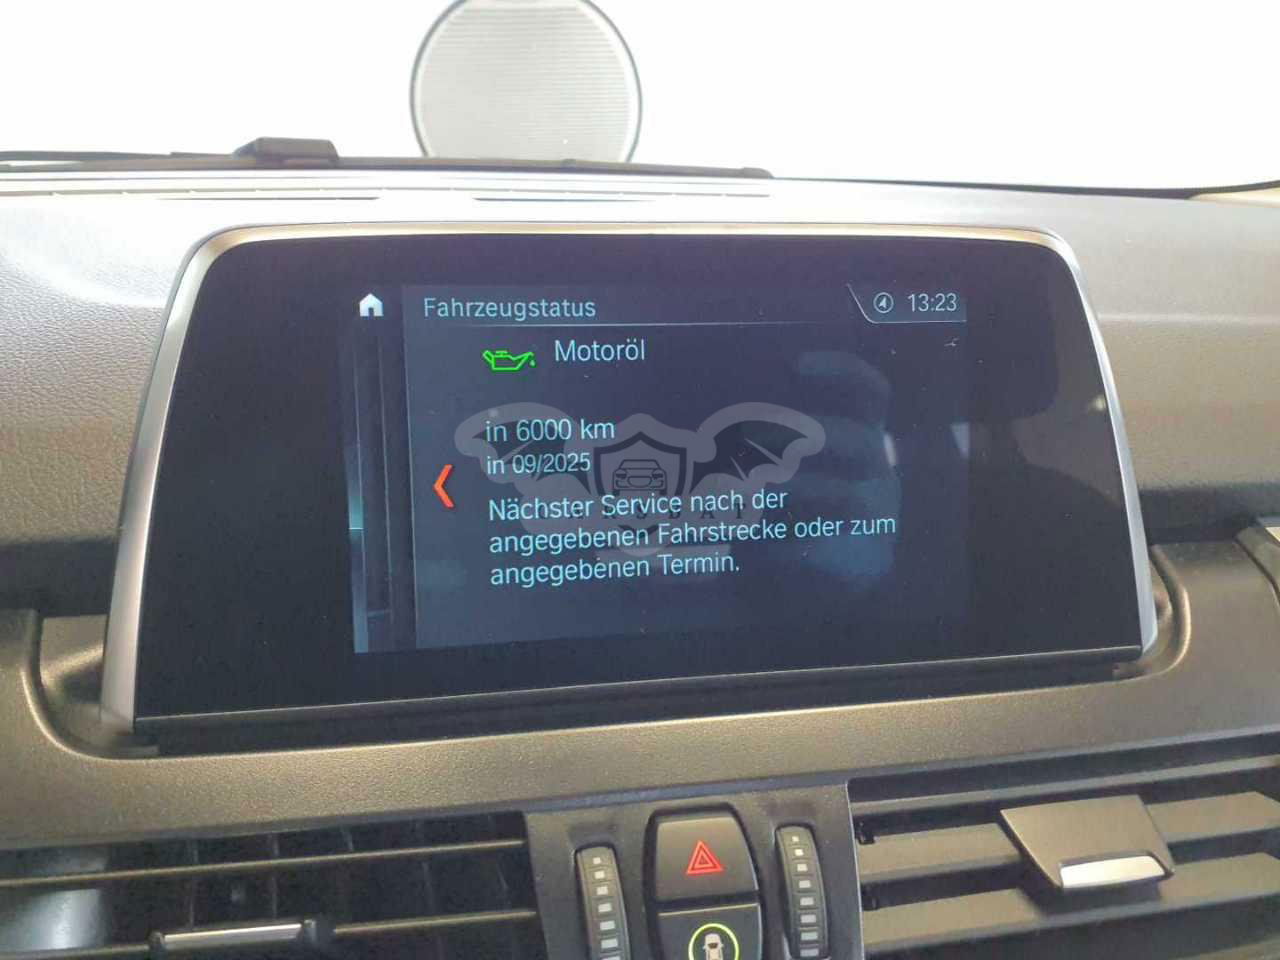 Fahrzeugstatus
13:23
Motoröl
in 6000 km
in 09/2025
Nächster Service nach der
angegebenen Fahrstrecke oder zum
angegebenen Termin.